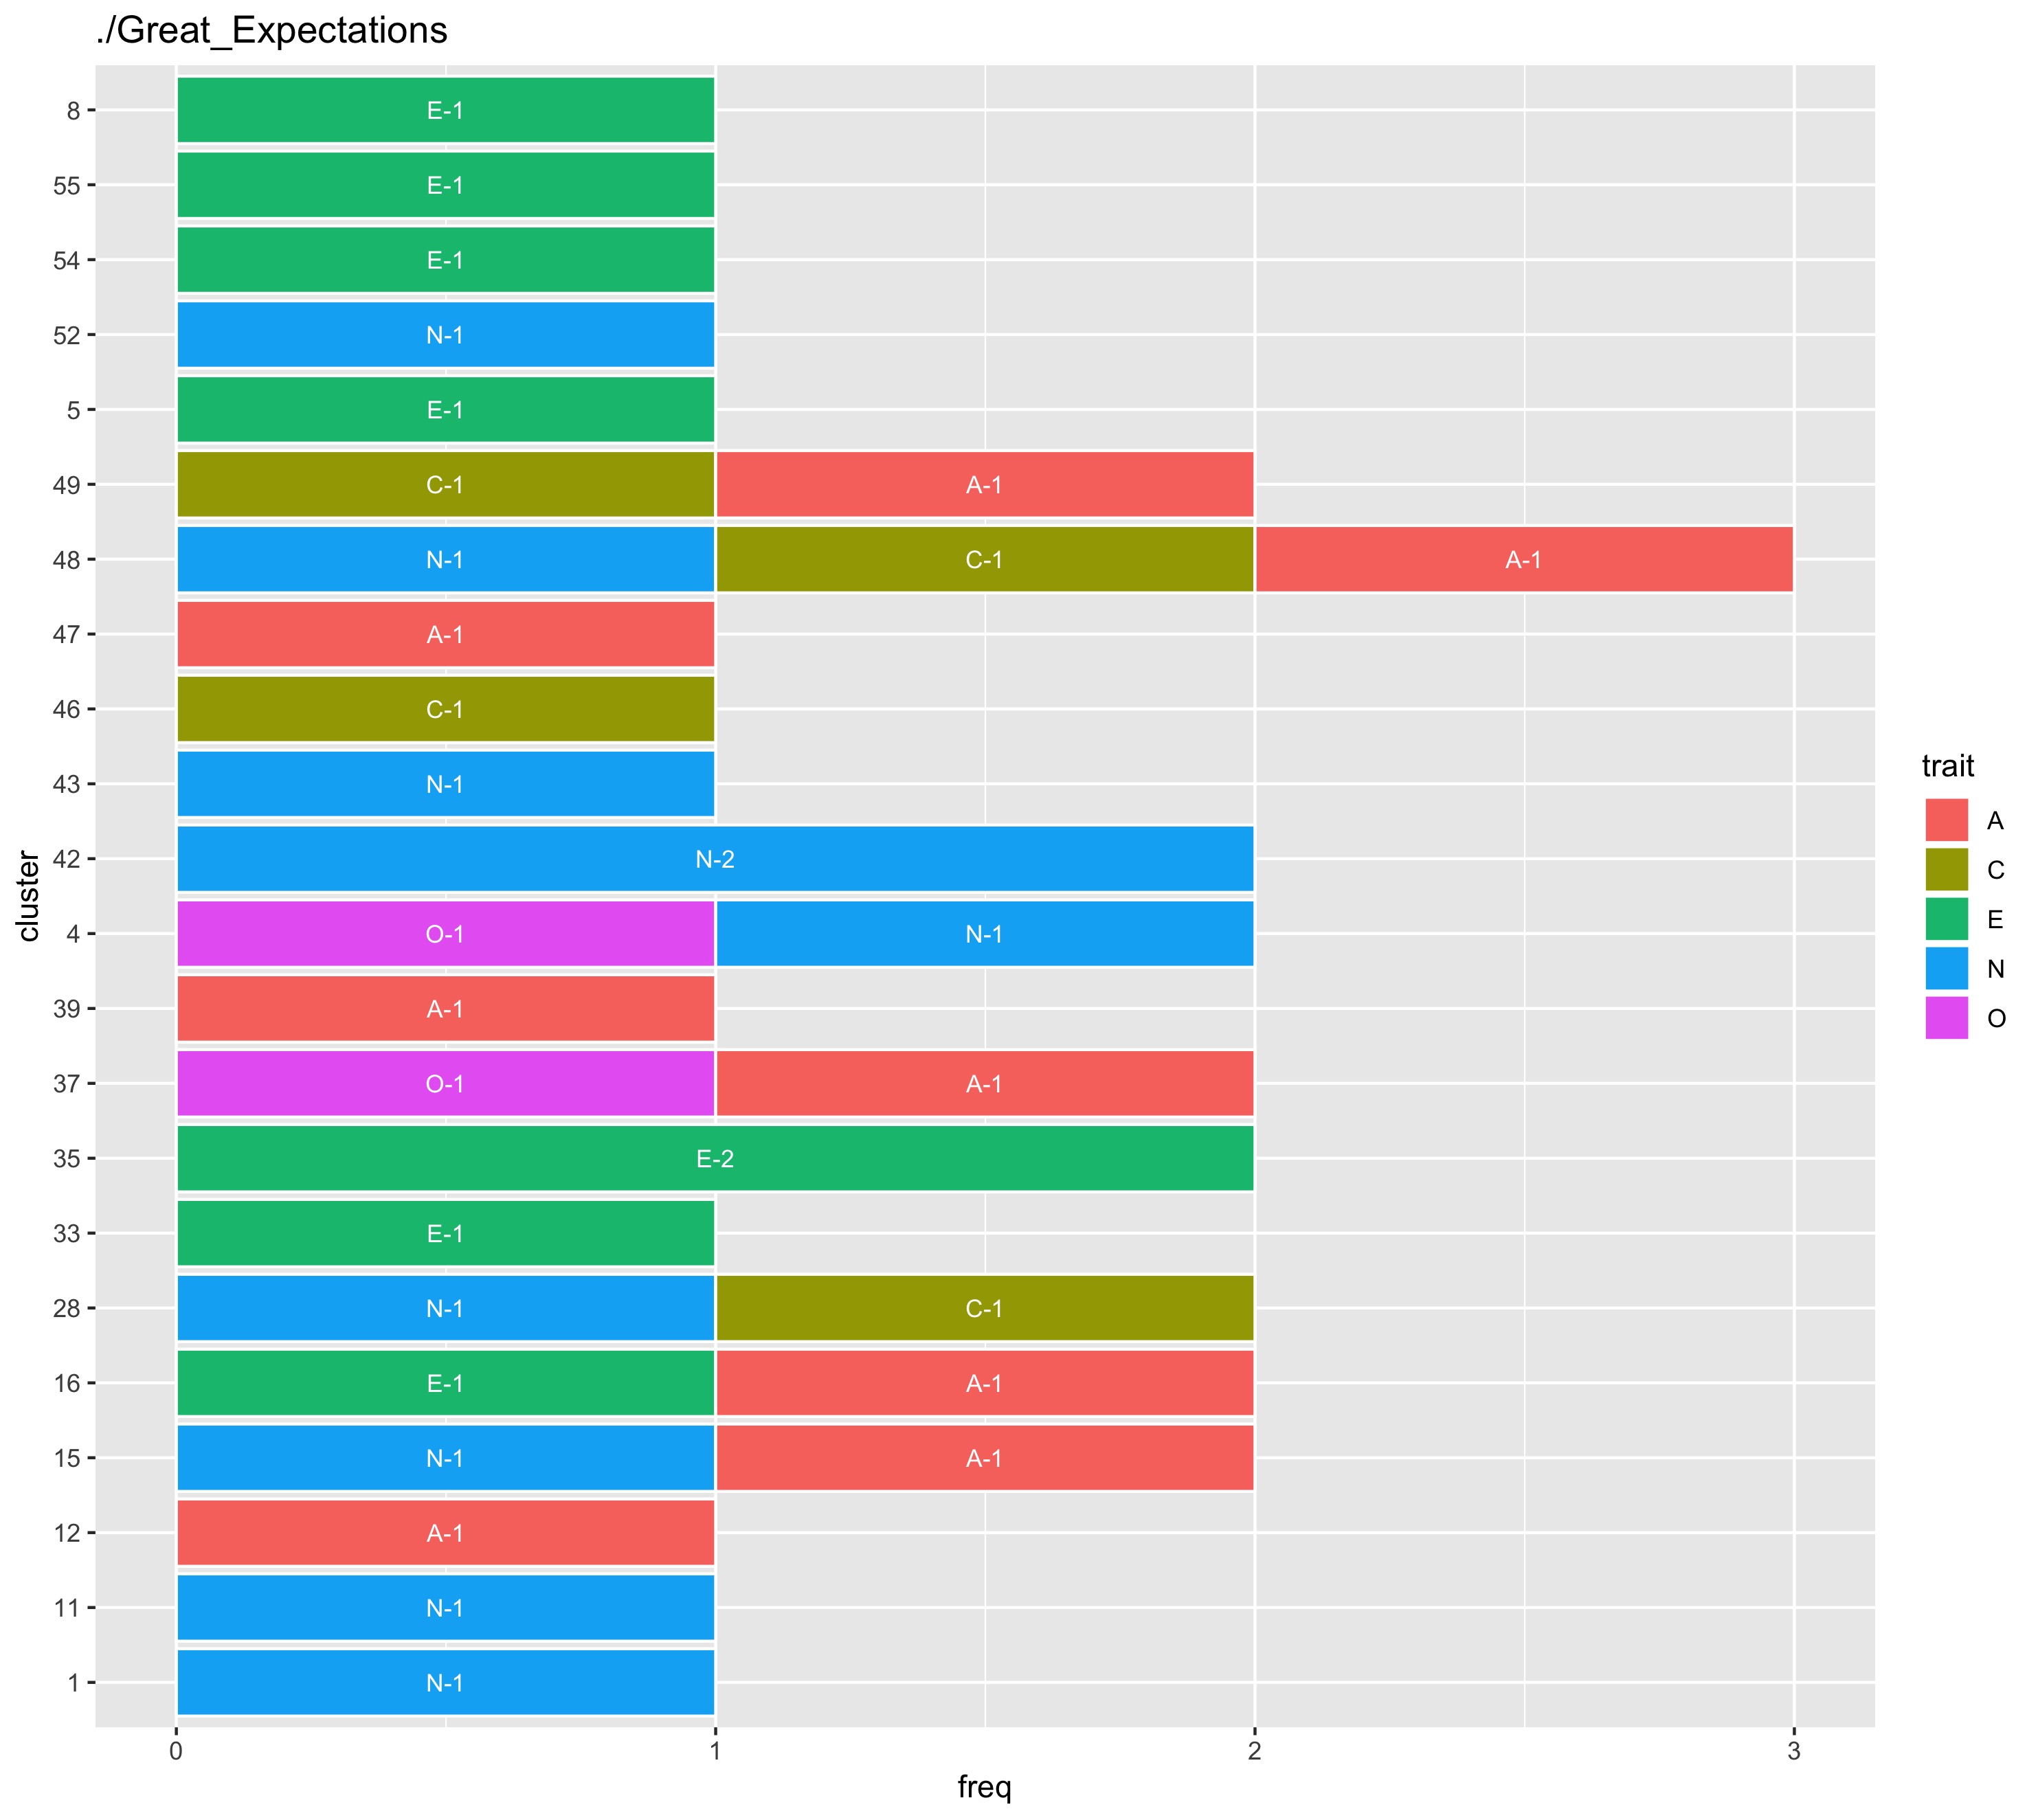 ./Great_Expectations
8 E-1
55 E-1
54 E-1
52 N-1
5 E-1
49 C-1 A-1
48 N-1 C-1 A-1
47 A-1
46 C-1
43 N-1
42 N-2
4 O-1 N-1
39 A-1
37 O-1 A-1
35 E-2
33 E-1
28 N-1 C-1
16 E-1 A-1
15 N-1 A-1
12 A-1
11 N-1
1 N-1
0 1 2 3
freq
cluster
trait
A
C
E
N
O